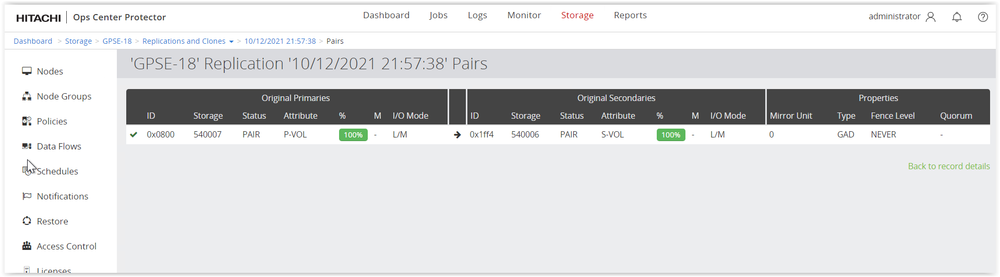 HITACHI Ops Center Protector
Dashboard Jobs Logs Monitor Storage Reports
administrator
Dashboard > Storage > GPSE-18 > Replications and Clones > 10/12/2021 21:57:38 > Pairs
Nodes
Node Groups
Policies
Data Flows
Schedules
Notifications
Restore
Access Control
Licenses
'GPSE-18' Replication '10/12/2021 21:57:38' Pairs
Original Primaries Original Secondaries Properties
ID Storage Status Attribute % M I/O Mode ID Storage Status Attribute % M I/O Mode Mirror Unit Type Fence Level Quorum
0x0800 540007 PAIR P-VOL 100% - L/M 0x1ff4 540006 PAIR S-VOL 100% - L/M 0 GAD NEVER -
Back to record details